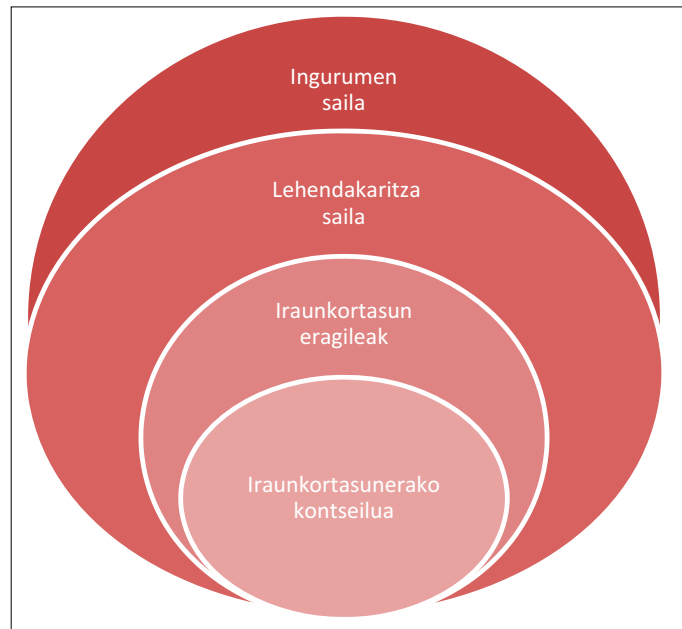 Ingurumen
saila
Lehendakaritza
saila
Iraunkortasun
eragileak
Iraunkortasunerako
kontseilua